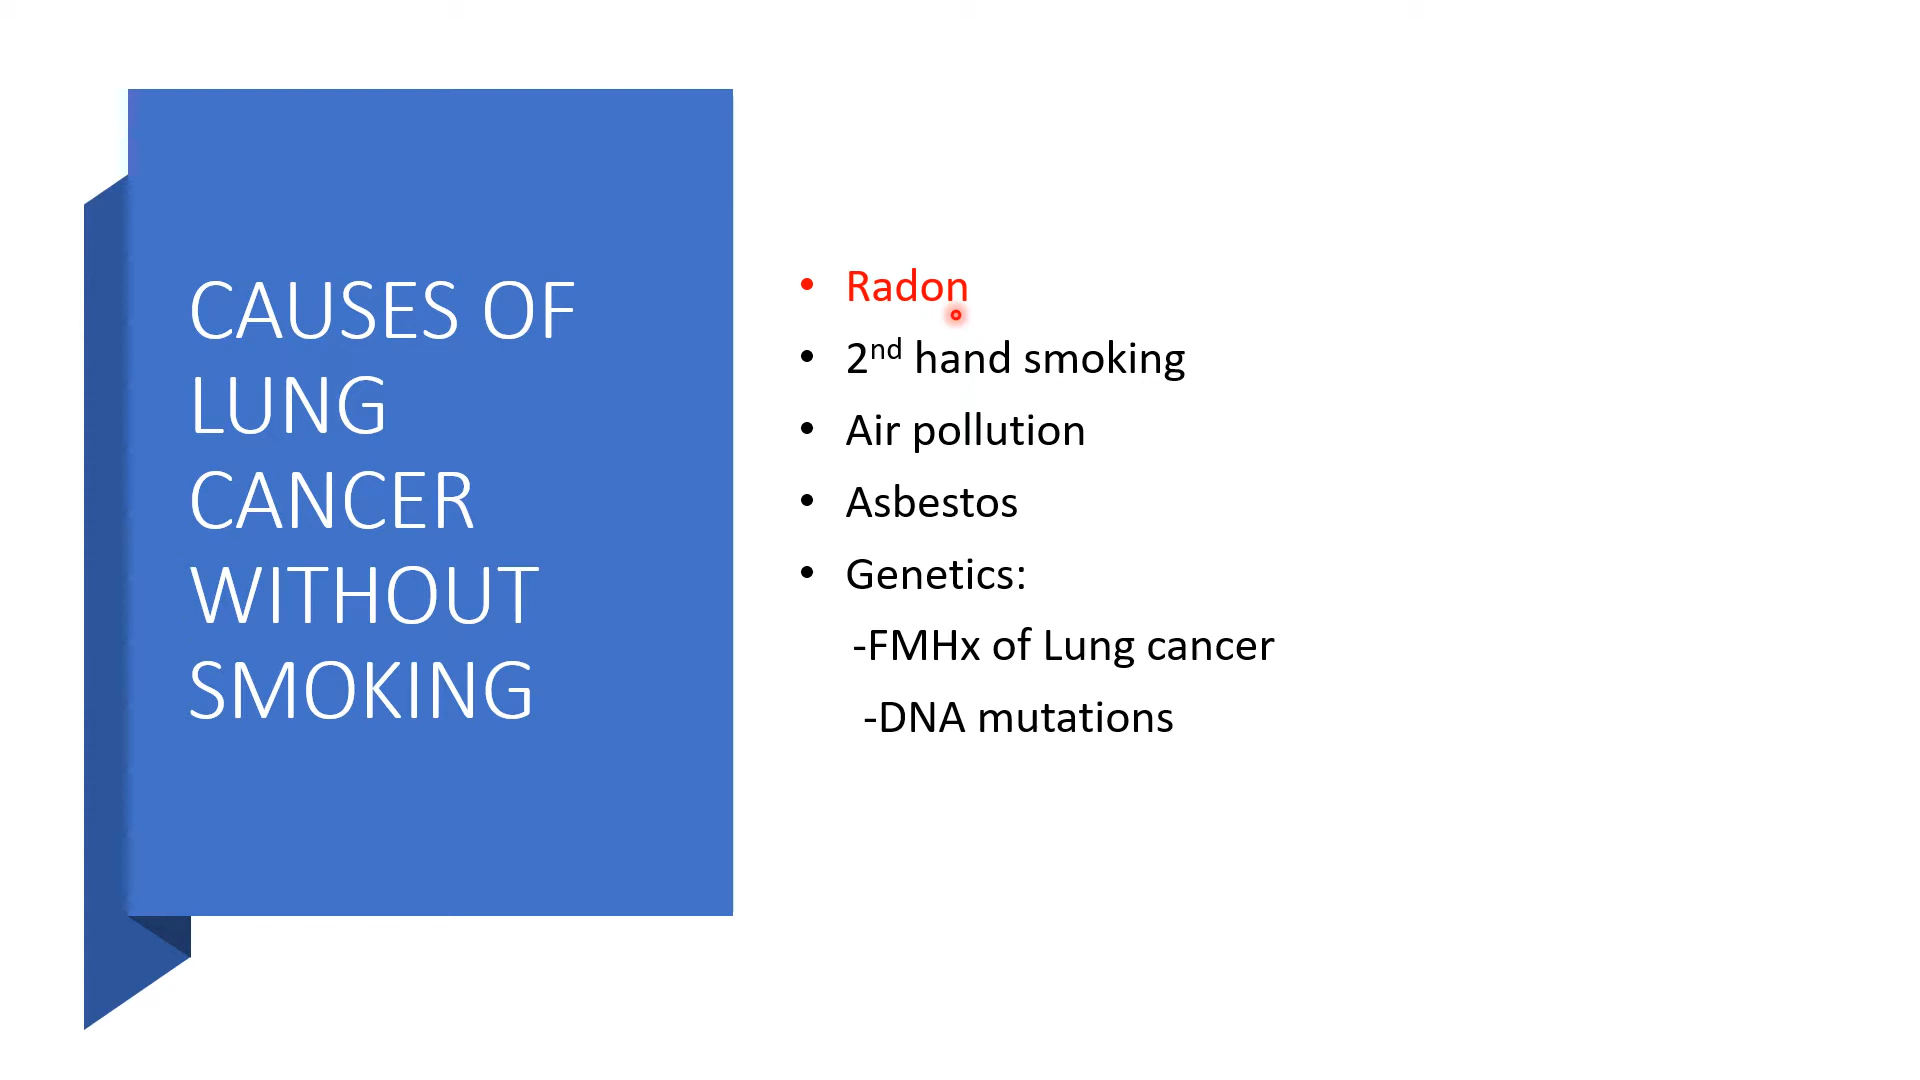 CAUSES OF
LUNG
CANCER
WITHOUT
SMOKING
• Radon
• 2nd hand smoking
• Air pollution
• Asbestos
• Genetics:
-FMHx of Lung cancer
-DNA mutations